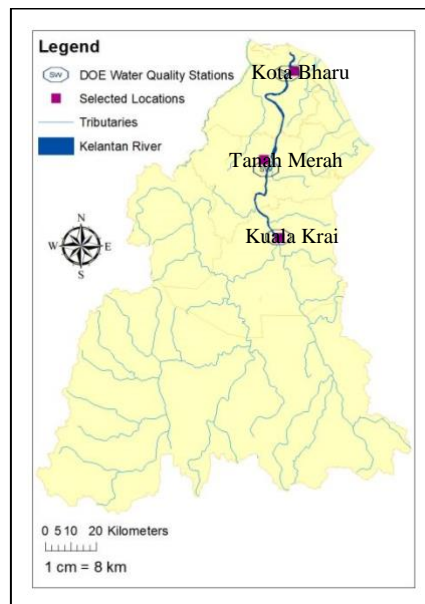 Legend
SW DOE Water Quality Stations
Selected Locations
Tributaries
Kelantan River
Kota Bharu
Tanah Merah
Kuala Krai
N
W E
S
0 5 10 20 Kilometers
1 cm = 8 km